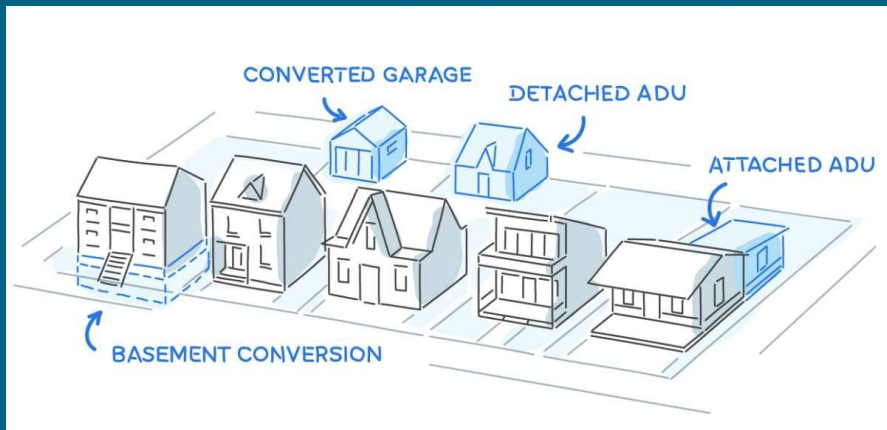 CONVERTED GARAGE
DETACHED ADU
ATTACHED ADU
BASEMENT CONVERSION